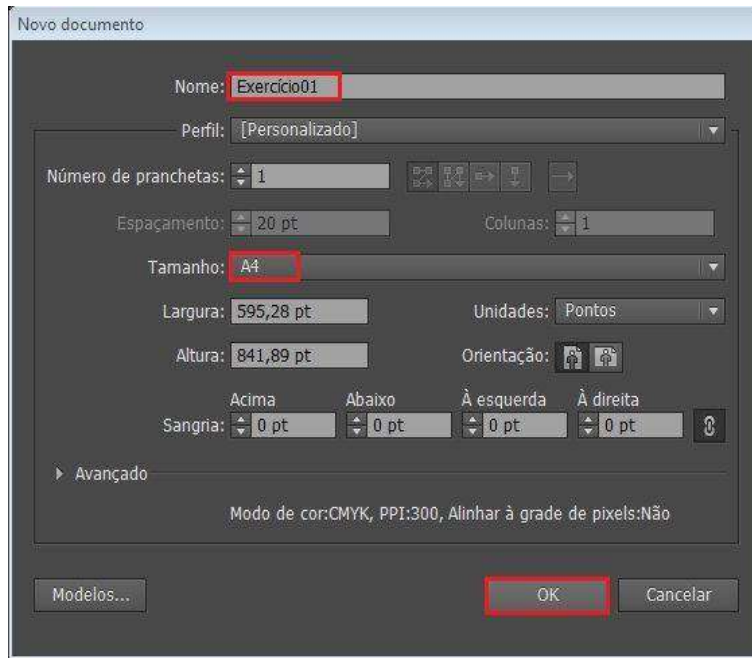 Novo documento
Nome: Exercício01
Perfil: [Personalizado]
Número de pranchetas: 1
Espaçamento: 20 pt Colunas: 1
Tamanho: A4
Largura: 595,28 pt Unidades: Pontos
Altura: 841,89 pt Orientação:
Acima Abaixo À esquerda À direita
Sangria: 0 pt 0 pt 0 pt 0 pt
Avançado
Modo de cor:CMYK, PPI:300, Alinhar à grade de pixels:Não
Modelos... OK Cancelar